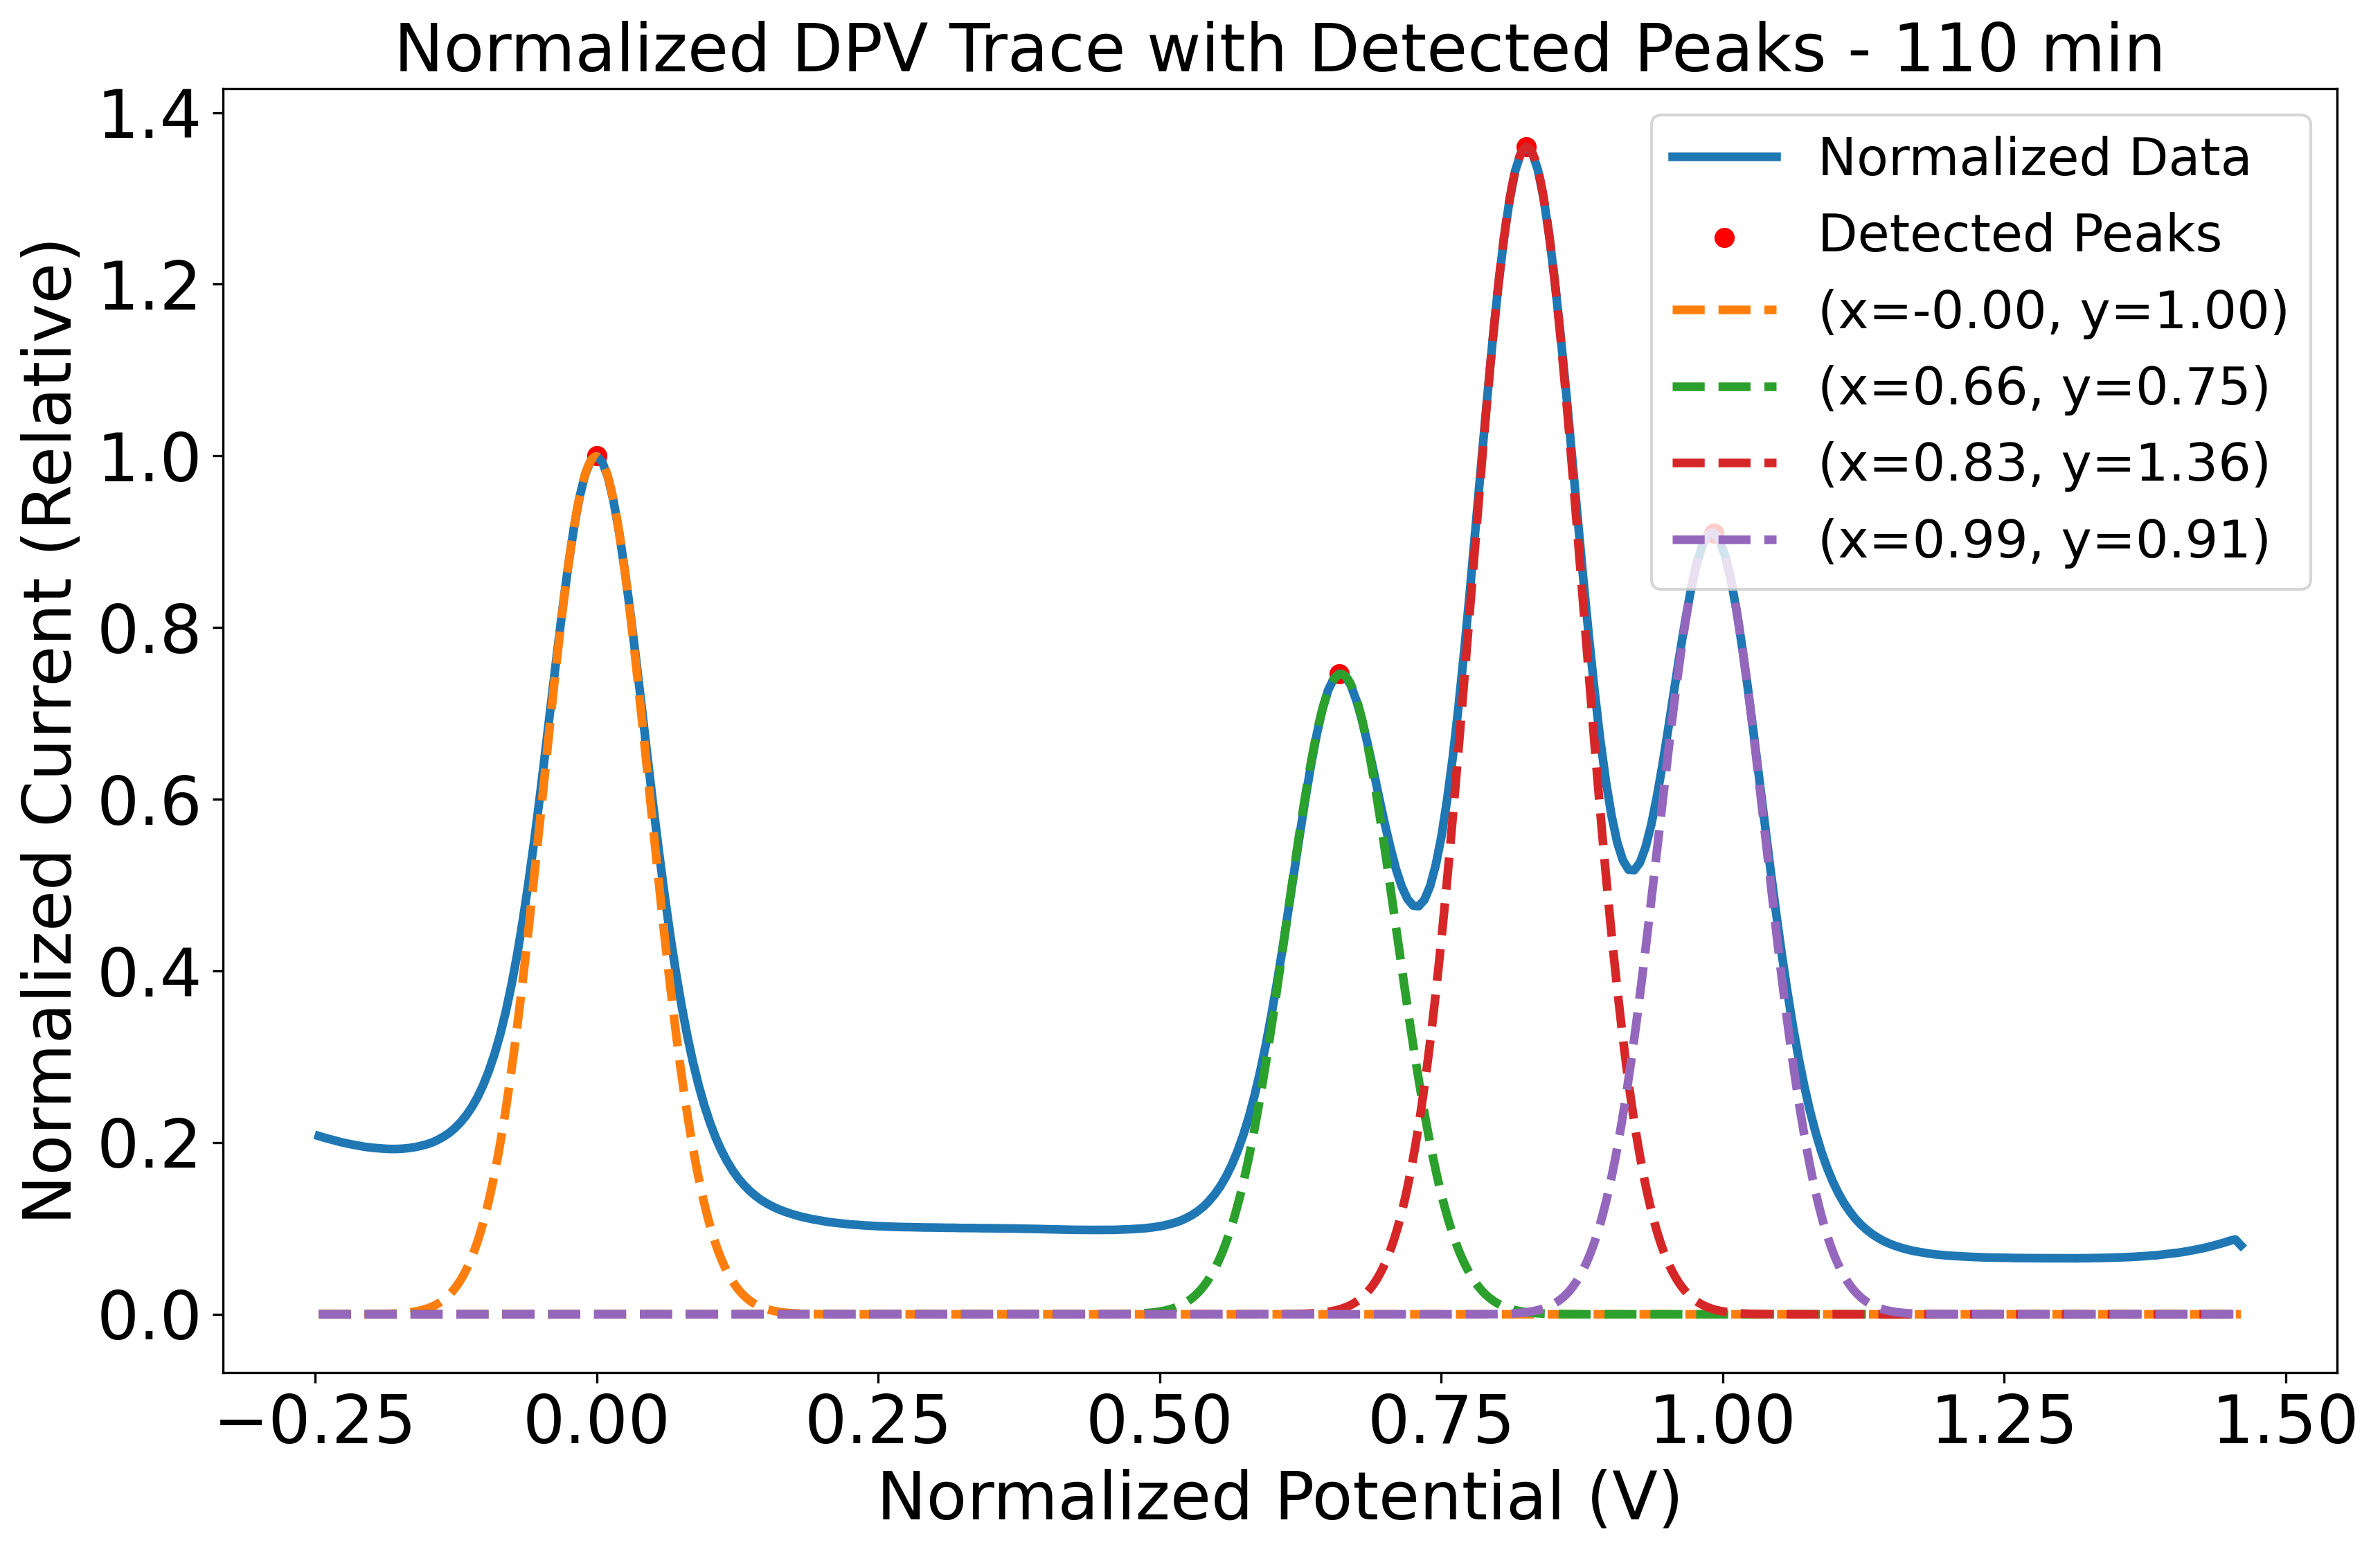 Normalized DPV Trace with Detected Peaks - 110 min
Normalized Current (Relative)
1.4
1.2
1.0
0.8
0.6
0.4
0.2
0.0
Normalized Data
Detected Peaks
(x=-0.00, y=1.00)
(x=0.66, y=0.75)
(x=0.83, y=1.36)
(x=0.99, y=0.91)
−0.25 0.00 0.25 0.50 0.75 1.00 1.25 1.50
Normalized Potential (V)